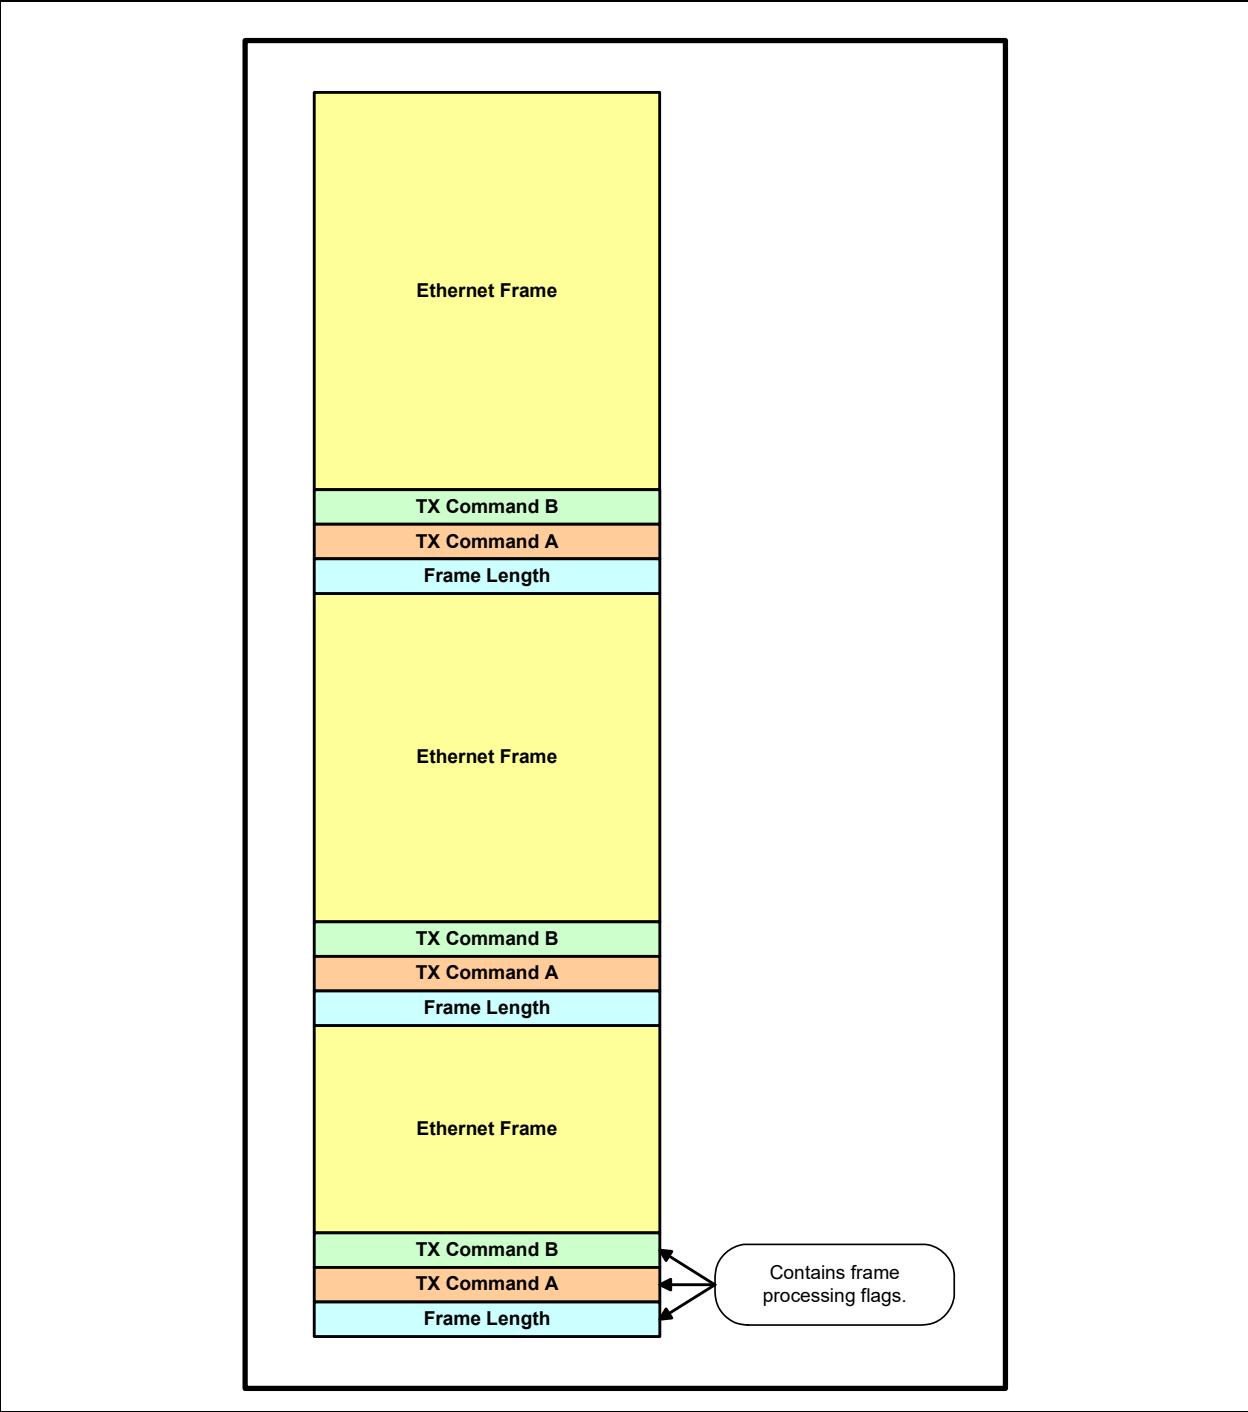 Ethernet Frame
TX Command B
TX Command A
Frame Length
Ethernet Frame
TX Command B
TX Command A
Frame Length
Ethernet Frame
TX Command B
TX Command A
Frame Length
Contains frame
processing flags.